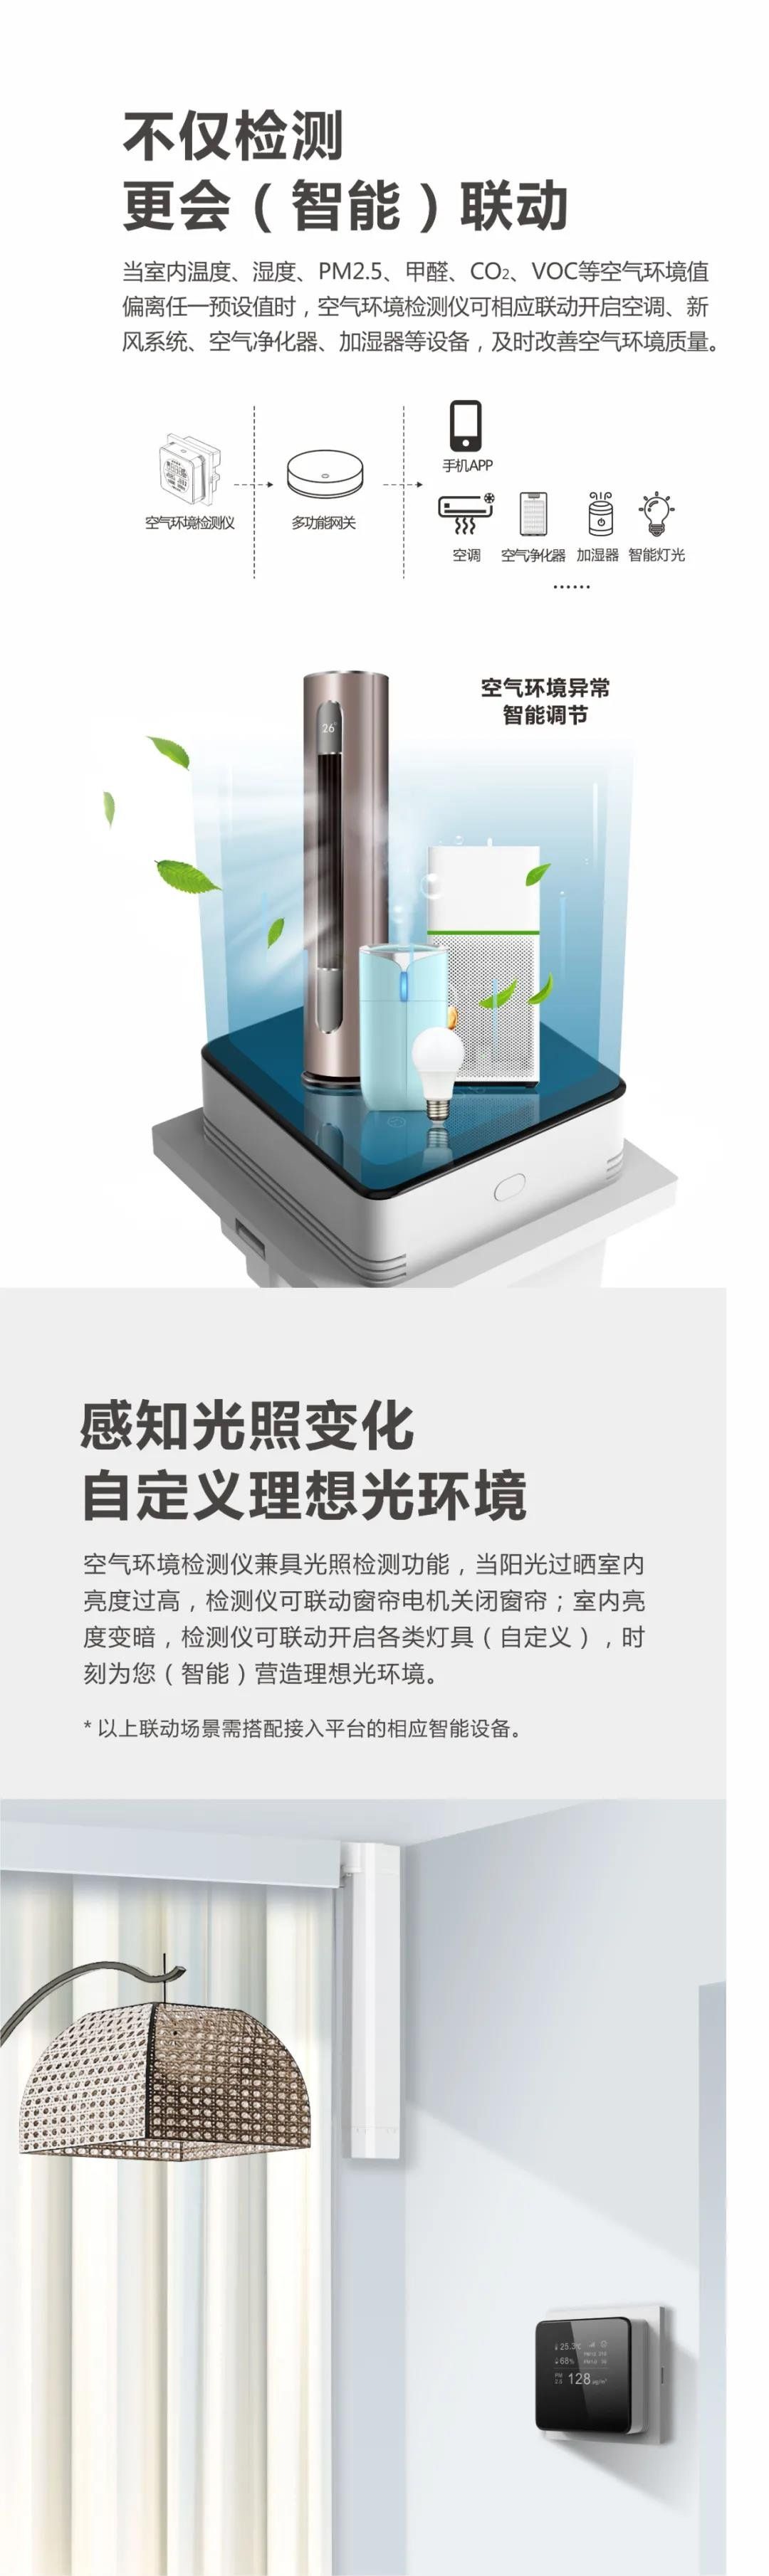 不仅检测
更会（智能）联动
当室内温度、湿度、PM2.5、甲醛、CO₂、VOC等空气环境值
偏离任一预设值时，空气环境检测仪可相应联动开启空调、新
风系统、空气净化器、加湿器等设备，及时改善空气环境质量。
手机APP
空气环境检测仪
多功能网关
空调
空气净化器
加湿器
智能灯光
······
空气环境异常
智能调节
26°
感知光照变化
自定义理想光环境
空气环境检测仪兼具光照检测功能，当阳光过晒室内
亮度过高，检测仪可联动窗帘电机关闭窗帘；室内亮
度变暗，检测仪可联动开启各类灯具（自定义），时
刻为您（智能）营造理想光环境。
* 以上联动场景需搭配接入平台的相应智能设备。
25.3℃
68%
PM
2.5
128 μg/m³